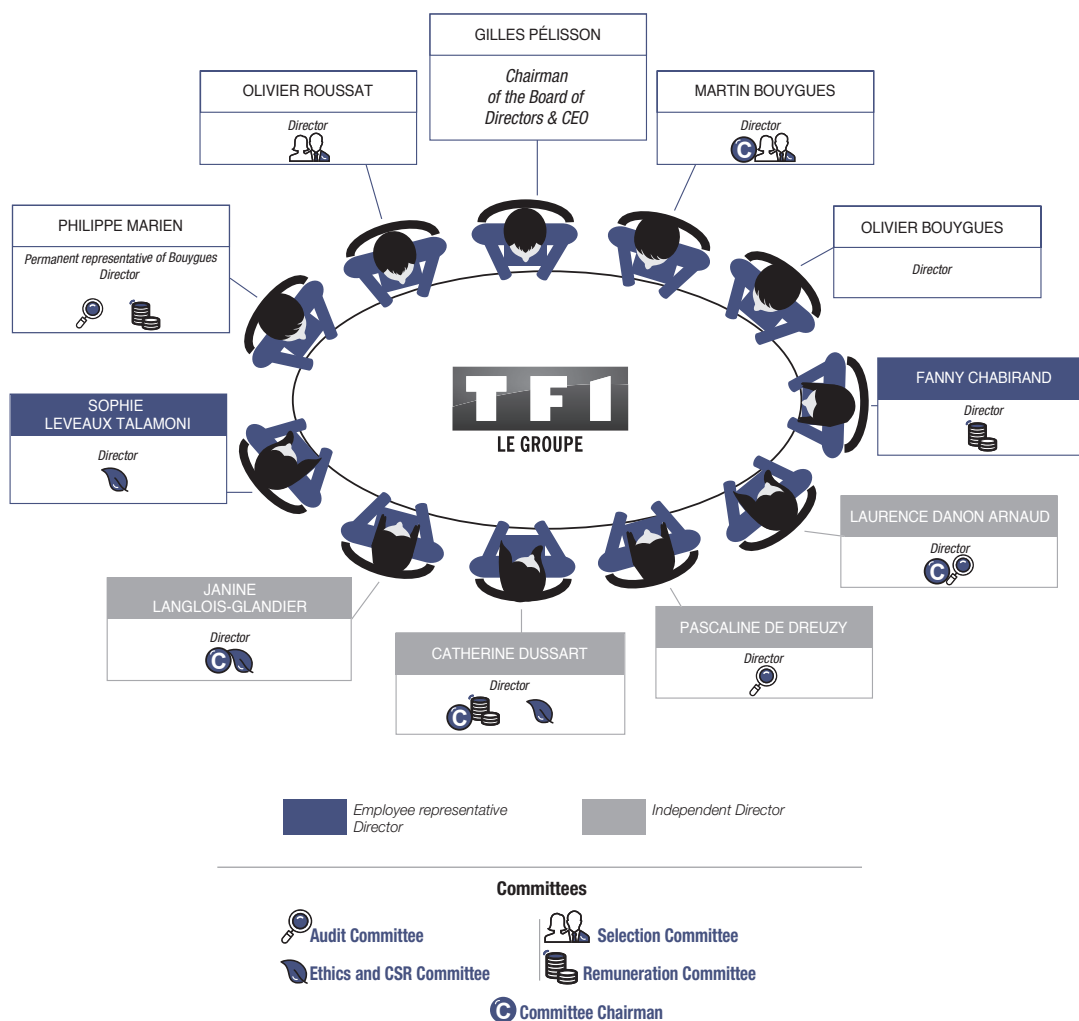 GILLES PÉLISSON
Chairman
of the Board of
Directors & CEO
OLIVIER ROUSSAT
Director
MARTIN BOUYGUES
Director
C
PHILIPPE MARIEN
Permanent representative of Bouygues
Director
OLIVIER BOUYGUES
Director
TF1
LE GROUPE
FANNY CHABIRAND
Director
SOPHIE
LEVEAUX TALAMONI
Director
LAURENCE DANON ARNAUD
Director
C
JANINE
LANGLOIS-GLANDIER
Director
C
PASCALINE DE DREUZY
Director
CATHERINE DUSSART
Director
C
Employee representative
Director
Independent Director
Committees
Audit Committee
Selection Committee
Ethics and CSR Committee
Remuneration Committee
C Committee Chairman